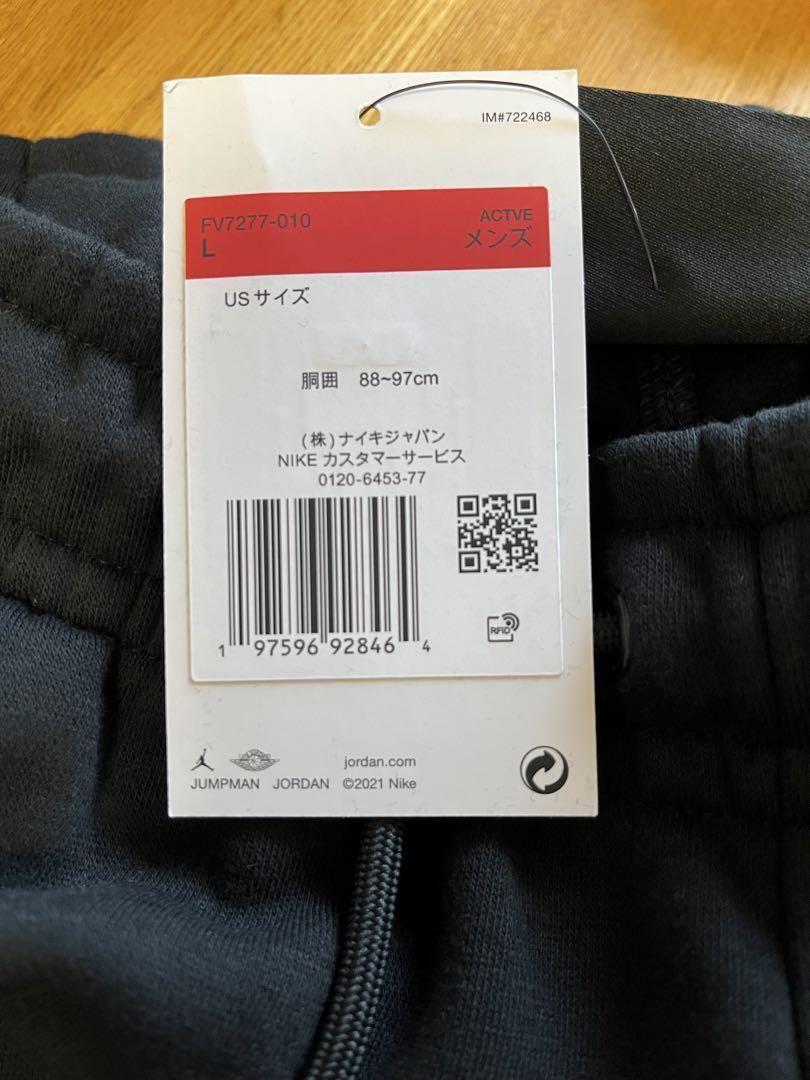 IM#722468
FV7277-010 ACTVE
L メンズ
US サイズ
胴囲 88~97cm
(株)ナイキジャパン
NIKE カスタマーサービス
0120-6453-77
RFID
1 97596 92846 4
jordan.com
JUMPMAN JORDAN ©2021 Nike